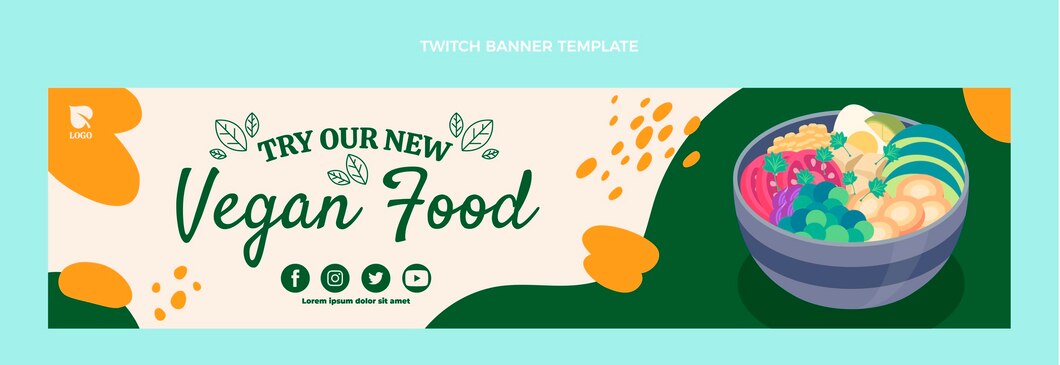 TWITCH BANNER TEMPLATE
LOGO
TRY OUR NEW
Vegan Food
Lorem ipsum dolor sit amet